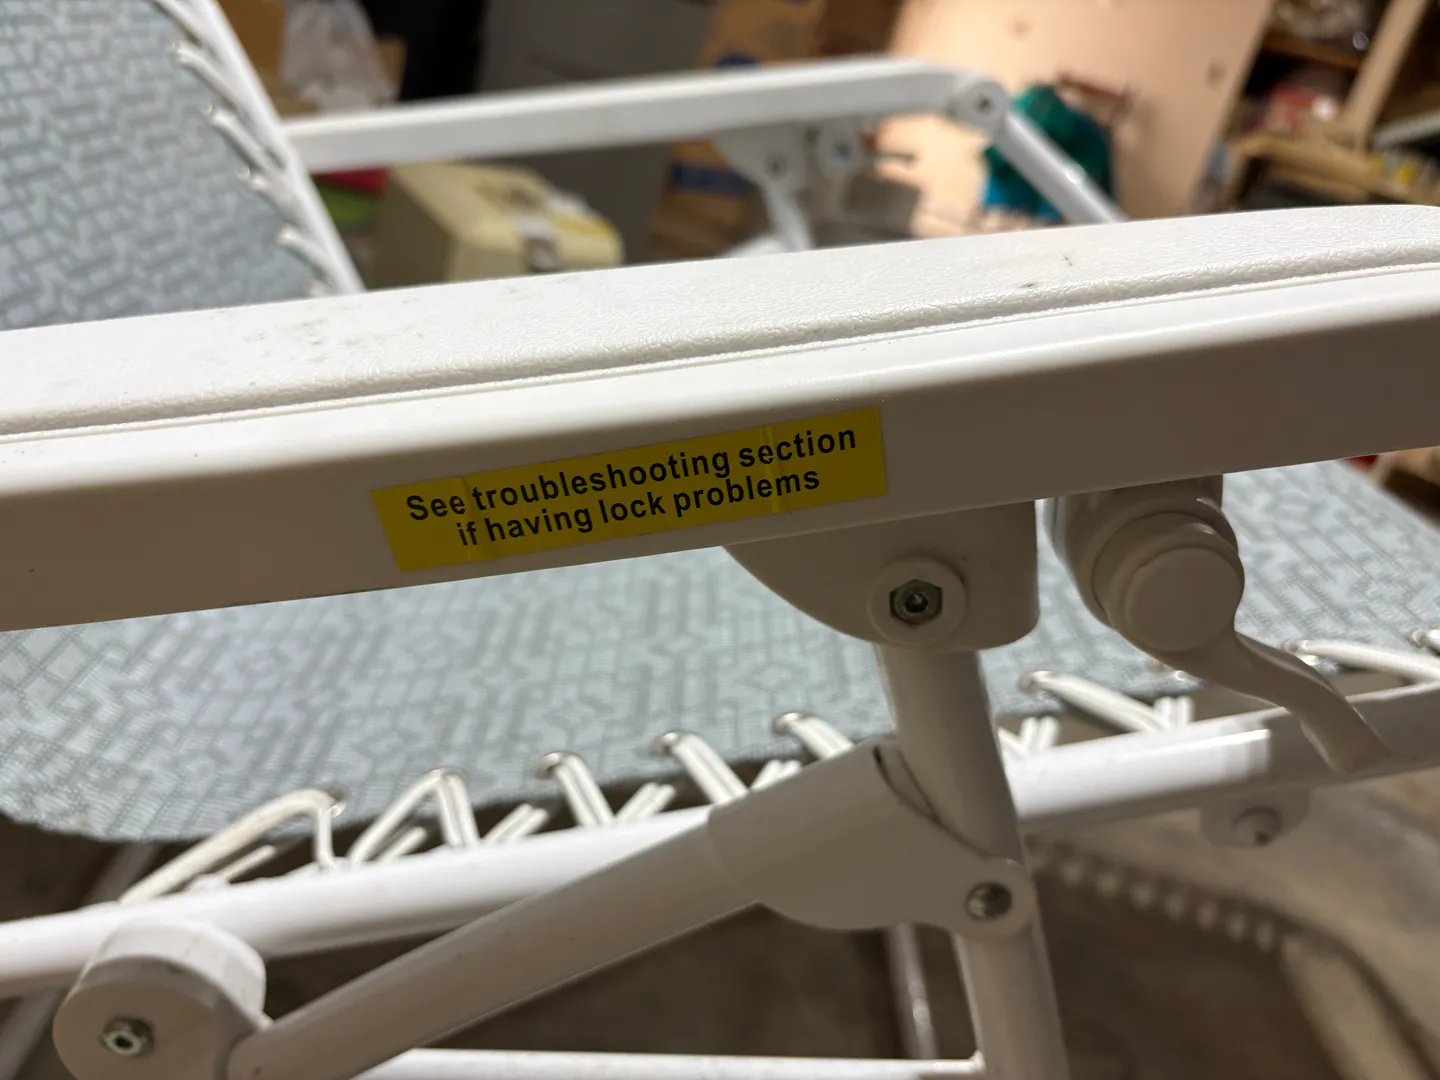 See troubleshooting section
if having lock problems